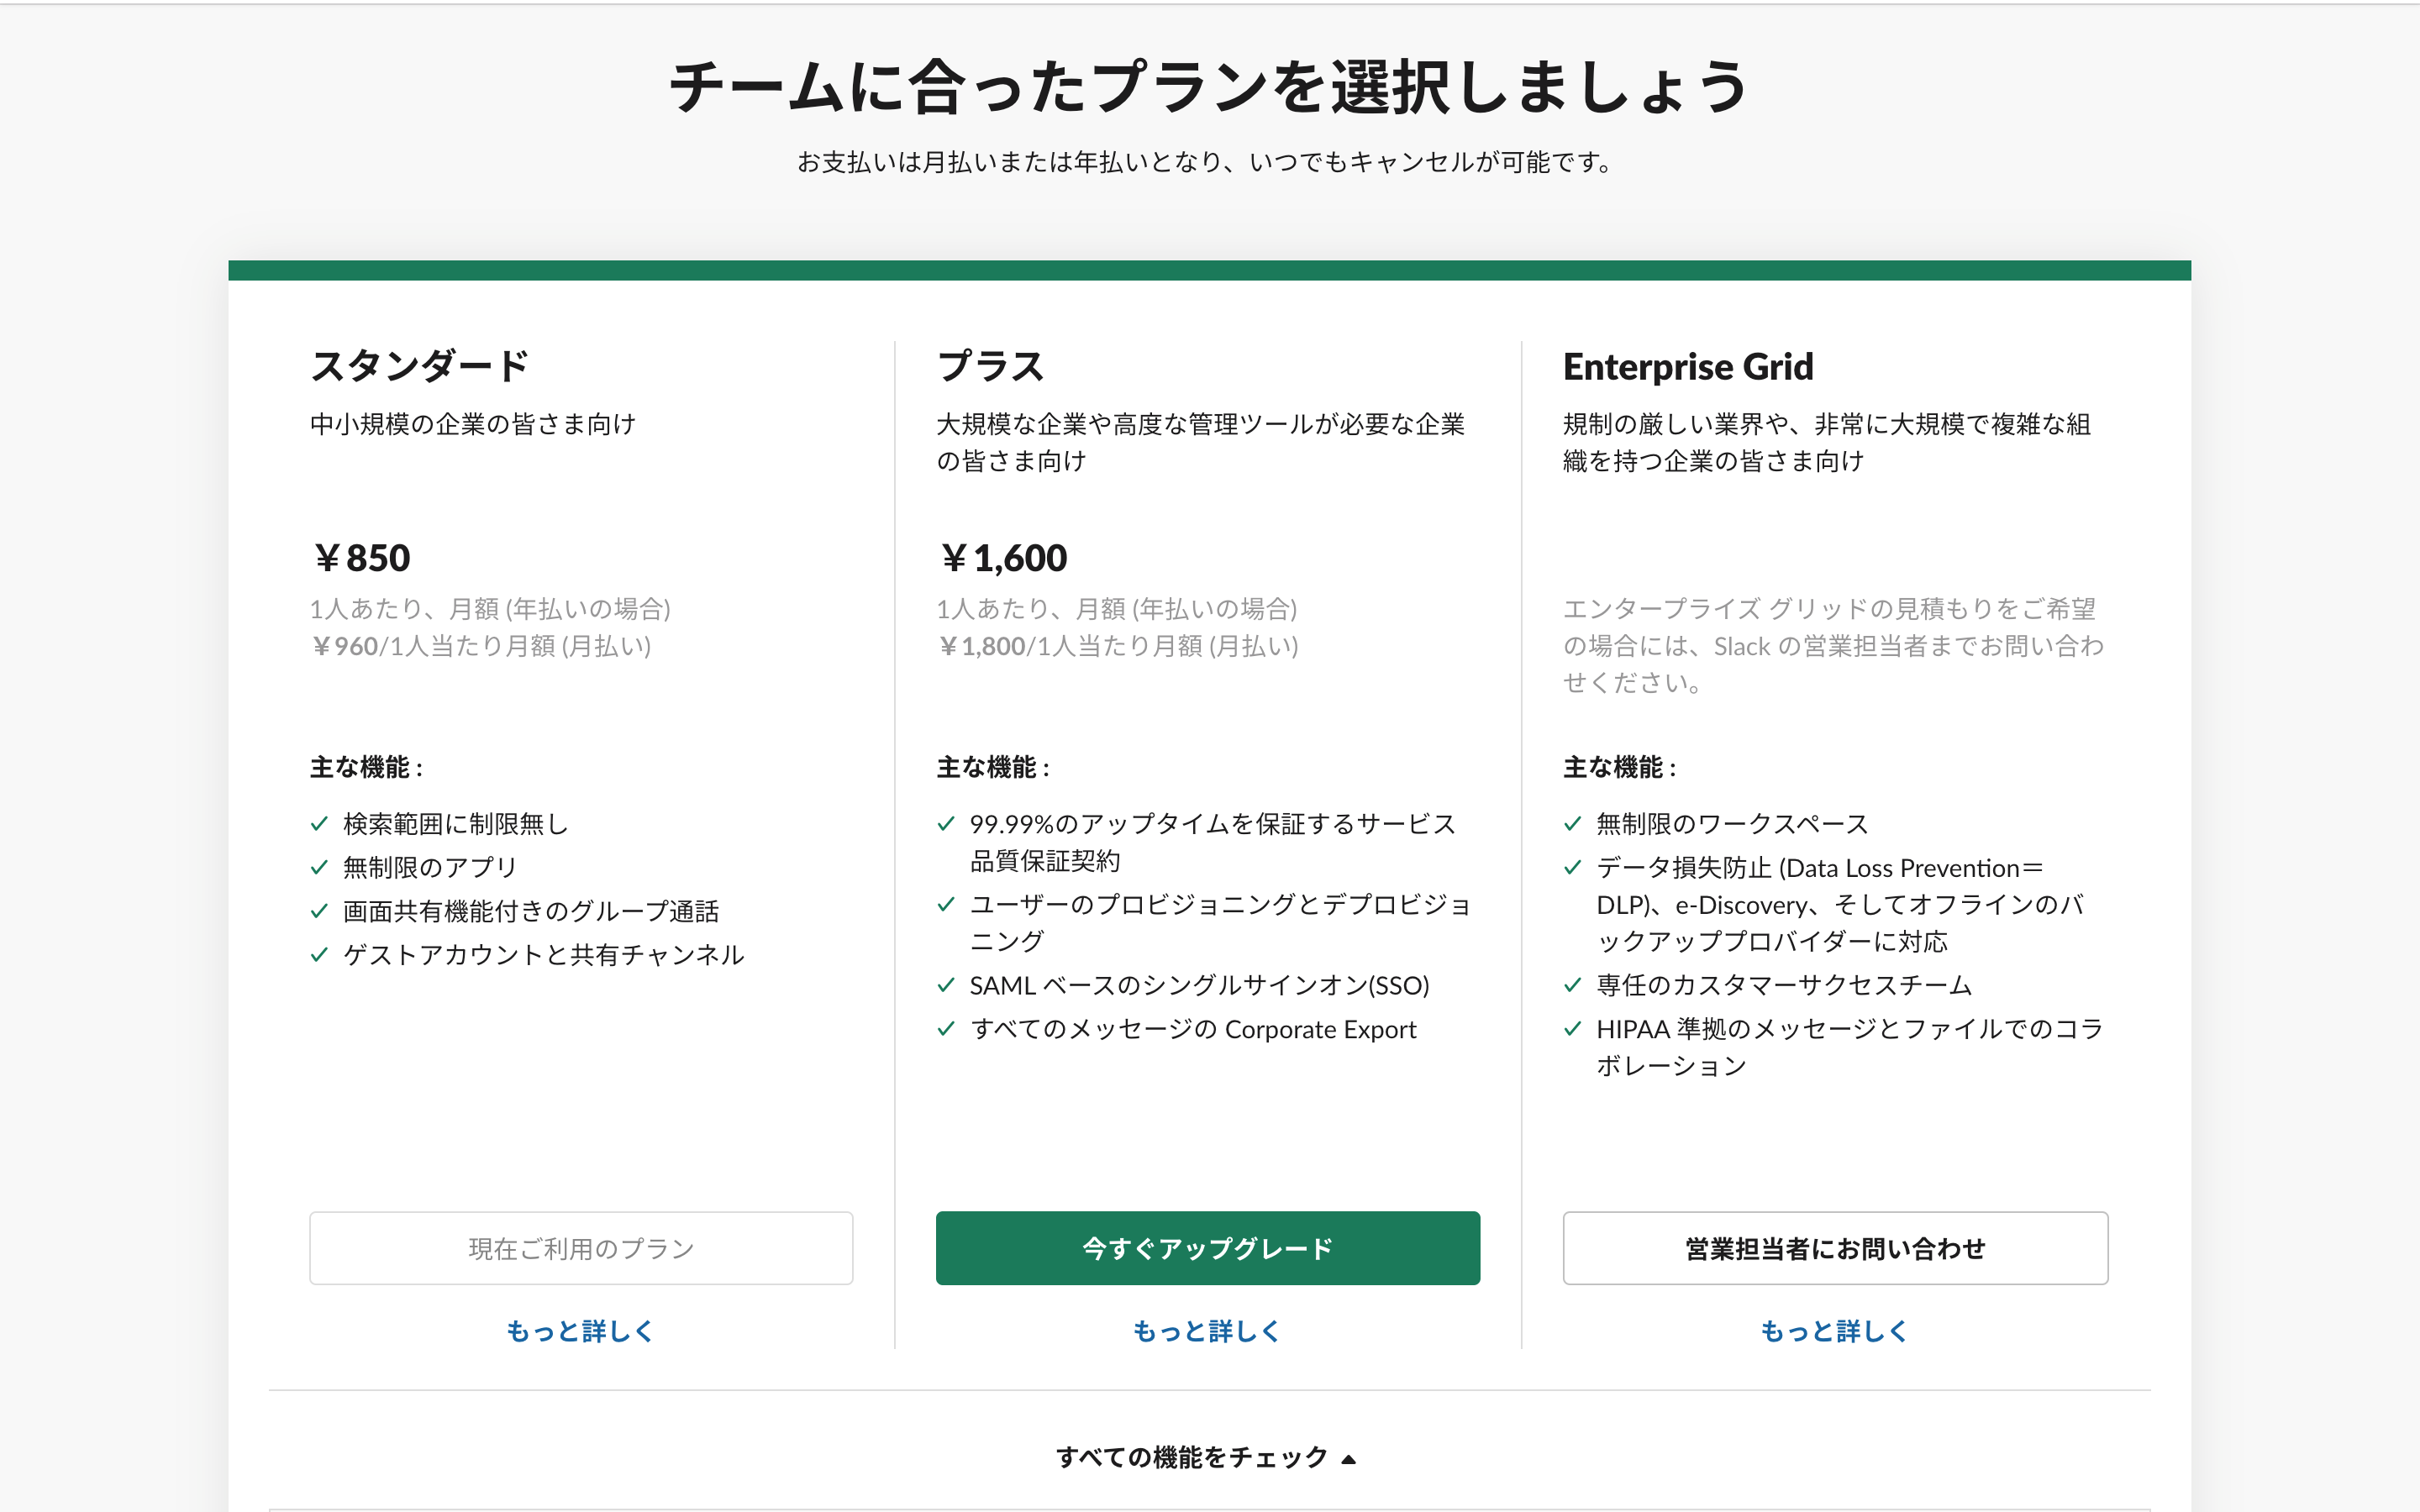 チームに合ったプランを選択しましょう
お支払いは月払いまたは年払いとなり、いつでもキャンセルが可能です。
スタンダード
中小規模の企業の皆さま向け
￥850
1人あたり、月額 (年払いの場合)
￥960/1人当たり月額 (月払い)
主な機能 :
検索範囲に制限無し
無制限のアプリ
画面共有機能付きのグループ通話
ゲストアカウントと共有チャンネル
現在ご利用のプラン
もっと詳しく
プラス
大規模な企業や高度な管理ツールが必要な企業
の皆さま向け
￥1,600
1人あたり、月額 (年払いの場合)
￥1,800/1人当たり月額 (月払い)
主な機能 :
99.99%のアップタイムを保証するサービス
品質保証契約
ユーザーのプロビジョニングとデプロビジョ
ニング
SAML ベースのシングルサインオン(SSO)
すべてのメッセージの Corporate Export
今すぐアップグレード
もっと詳しく
Enterprise Grid
規制の厳しい業界や、非常に大規模で複雑な組
織を持つ企業の皆さま向け
エンタープライズ グリッドの見積もりをご希望
の場合には、Slack の営業担当者までお問い合わ
せください。
主な機能 :
無制限のワークスペース
データ損失防止 (Data Loss Prevention＝
DLP)、e-Discovery、そしてオフラインのバ
ックアッププロバイダーに対応
専任のカスタマーサクセスチーム
HIPAA 準拠のメッセージとファイルでのコラ
ボレーション
営業担当者にお問い合わせ
もっと詳しく
すべての機能をチェック